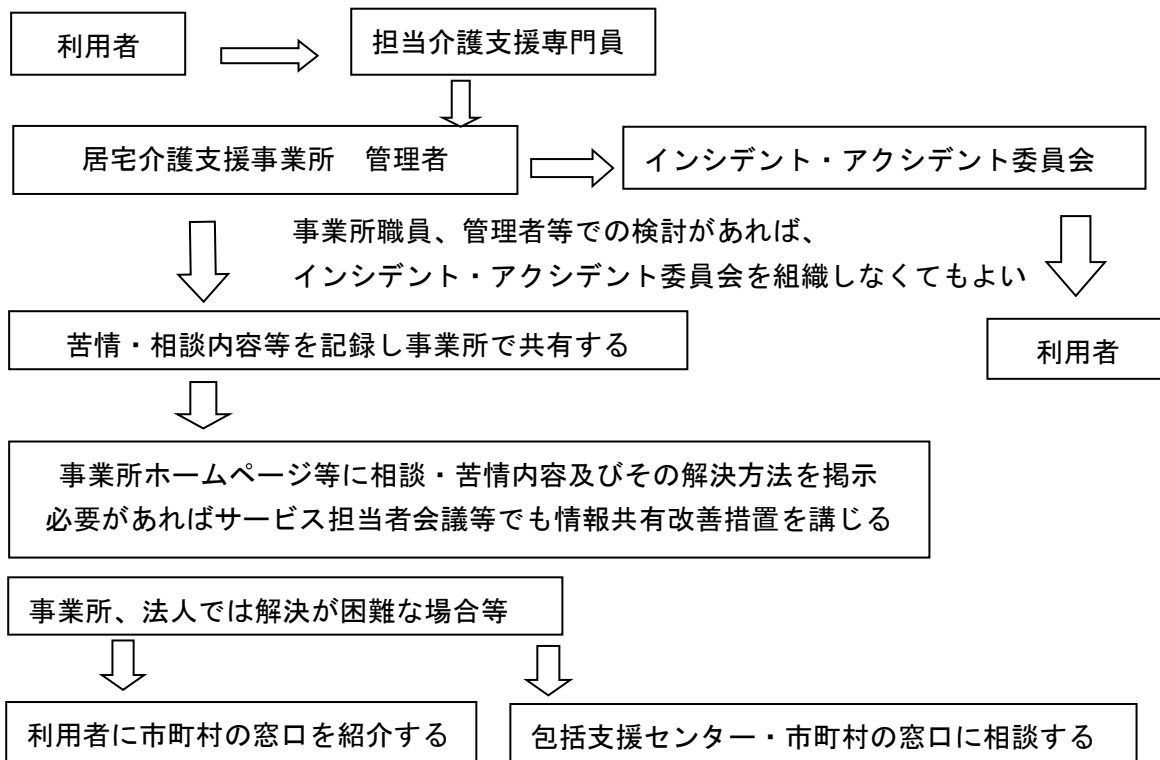 利用者
担当介護支援専門員
居宅介護支援事業所　管理者
インシデント・アクシデント委員会
事業所職員、管理者等での検討があれば、
インシデント・アクシデント委員会を組織しなくてもよい
苦情・相談内容等を記録し事業所で共有する
利用者
事業所ホームページ等に相談・苦情内容及びその解決方法を掲示
必要があればサービス担当者会議等でも情報共有改善措置を講じる
事業所、法人では解決が困難な場合等
利用者に市町村の窓口を紹介する
包括支援センター・市町村の窓口に相談する